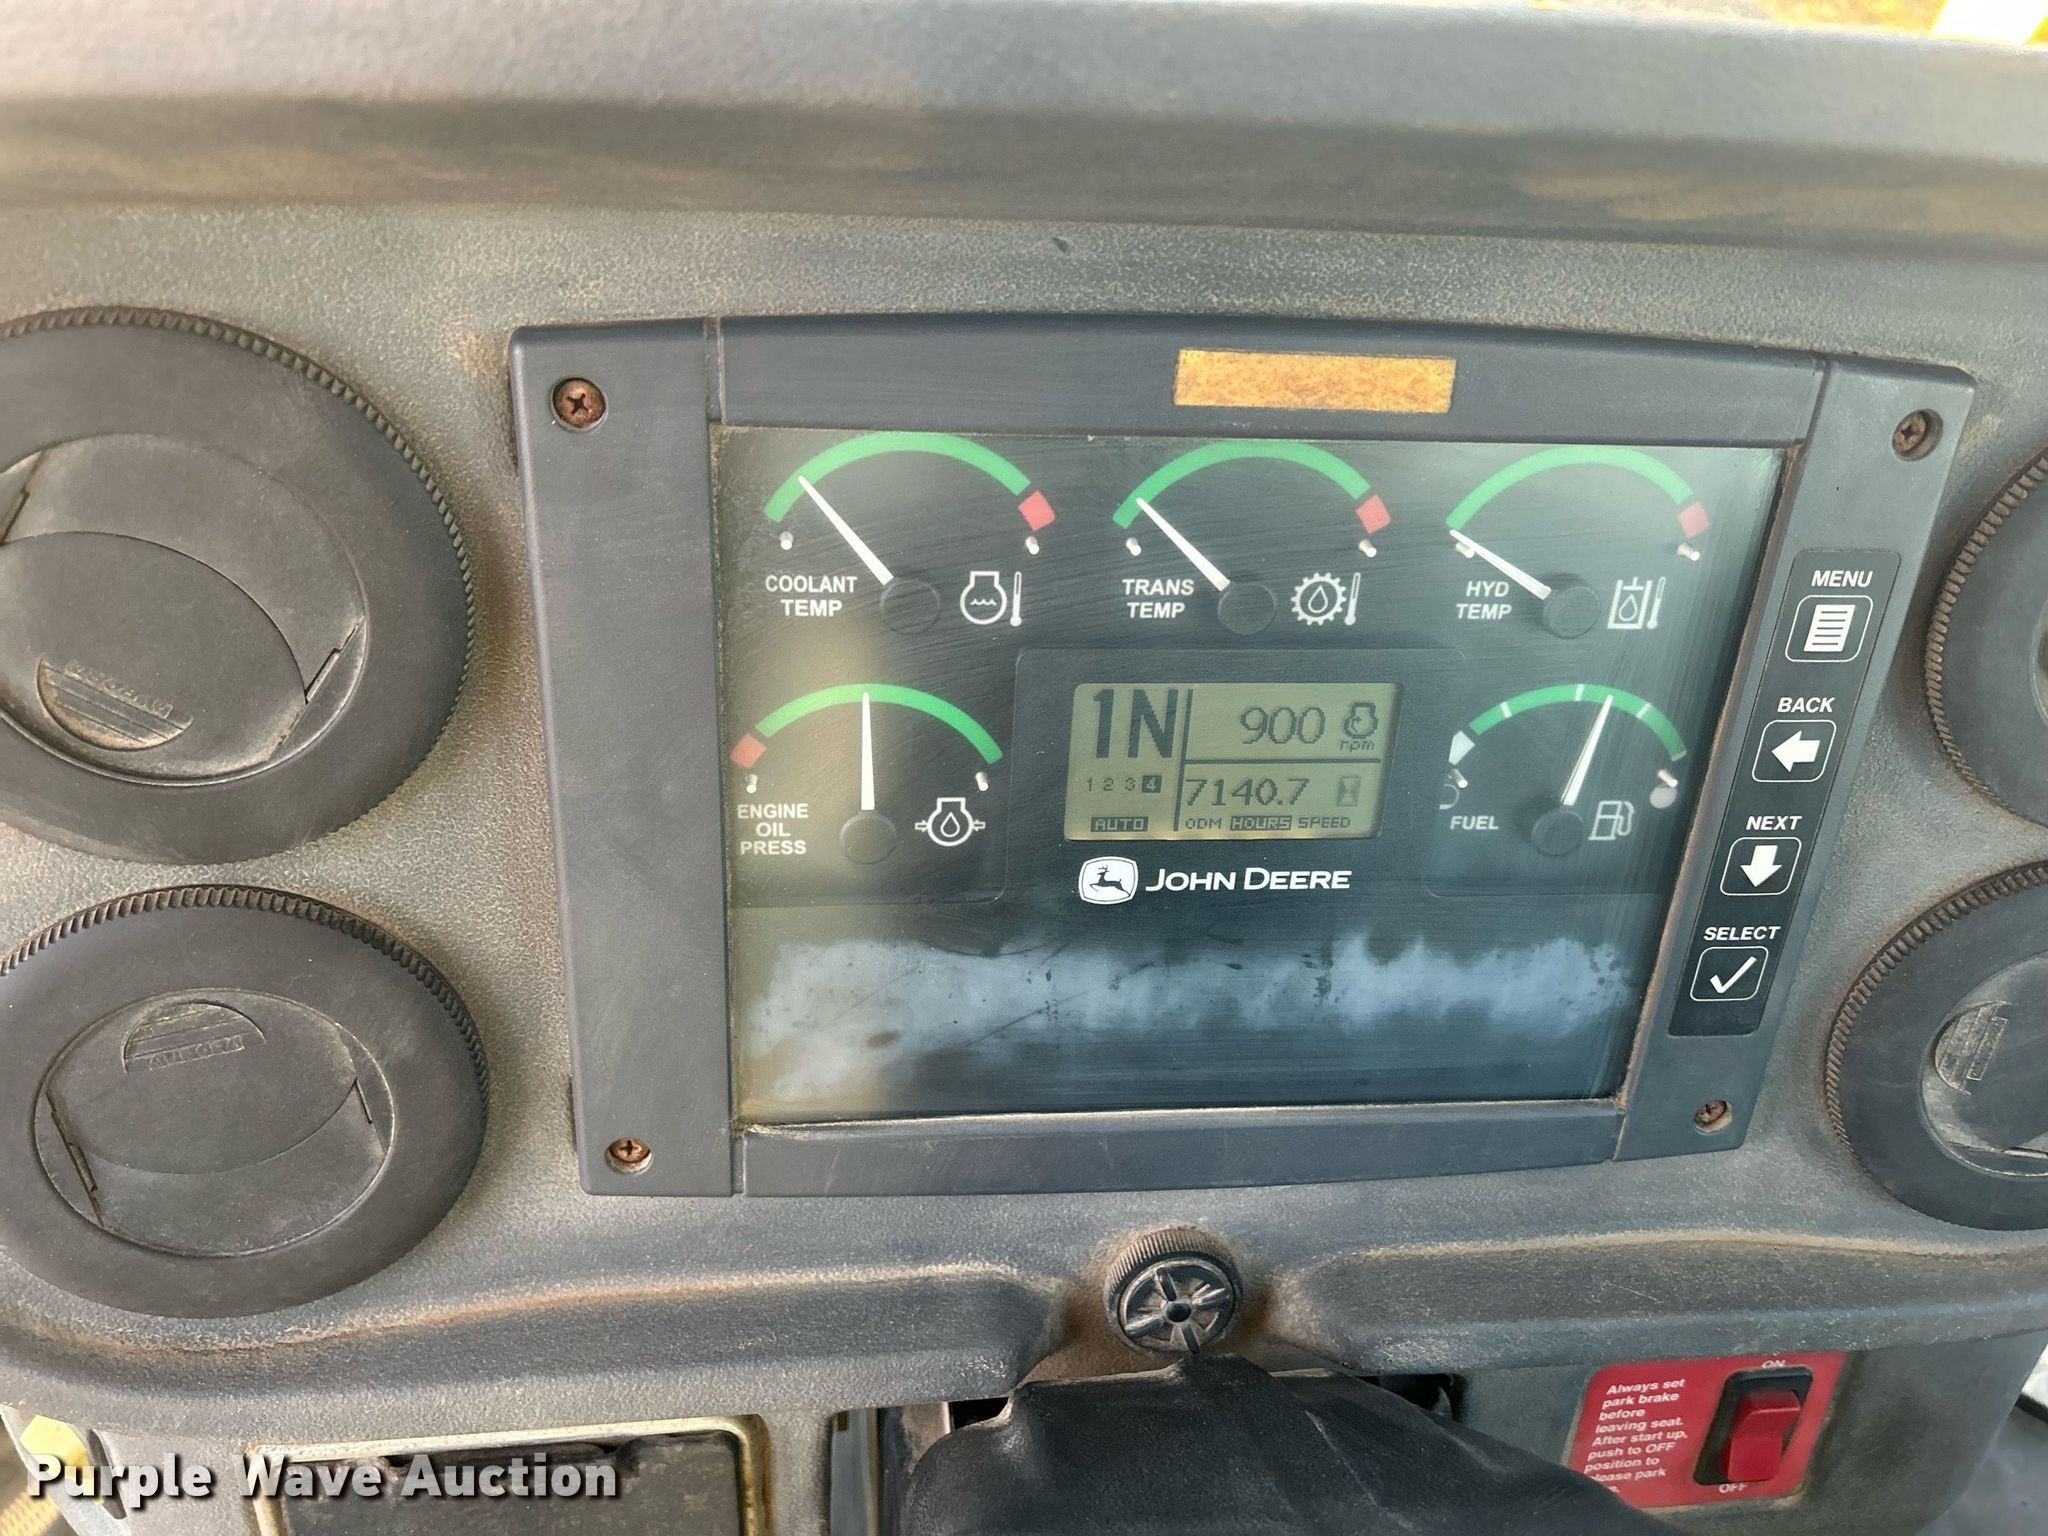 COOLANT
TEMP
TRANS
TEMP
HYD
TEMP
MENU
BACK
NEXT
SELECT
ENGINE
OIL
PRESS
1N
900
rpm
1 2 3 4
AUTO
7140.7
ODM HOURS SPEED
FUEL
JOHN DEERE
ON
OFF
Always set
park brake
before
leaving seat.
After start up,
push to OFF
position to
park
Purple Wave Auction